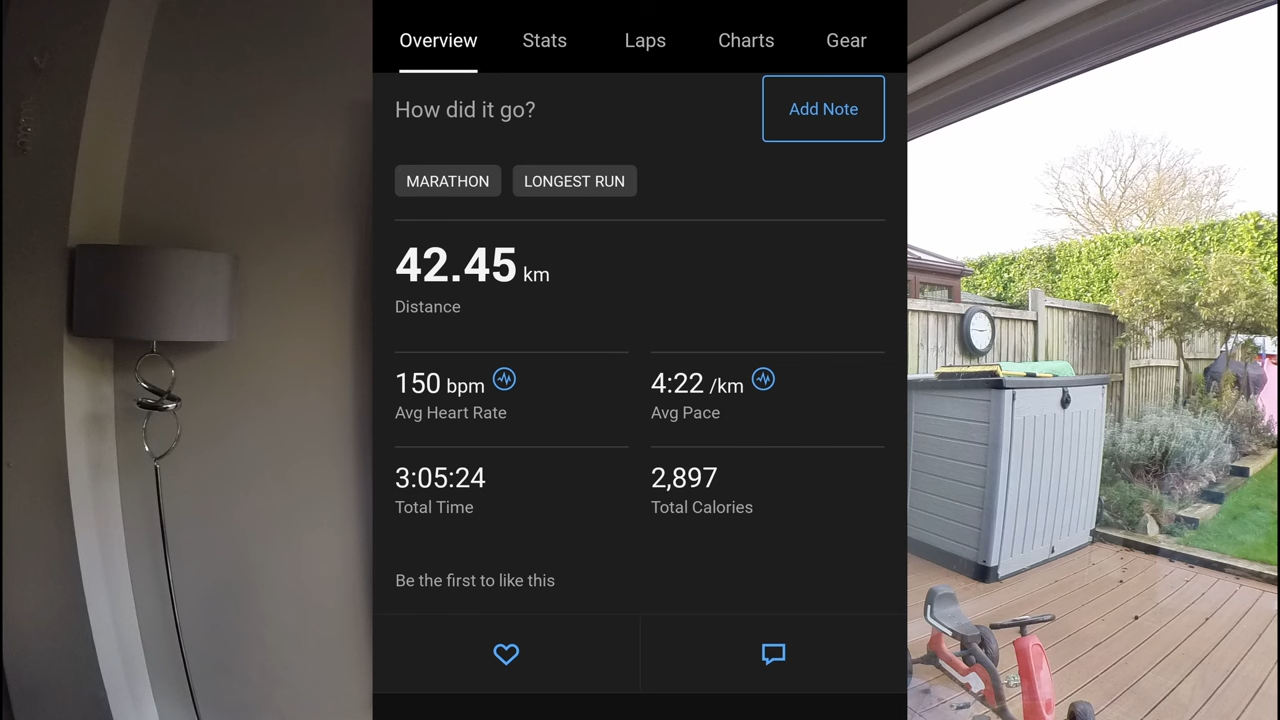 Overview Stats Laps Charts Gear
How did it go? Add Note
MARATHON LONGEST RUN
42.45 km
Distance
150 bpm 4:22 /km
Avg Heart Rate Avg Pace
3:05:24 2,897
Total Time Total Calories
Be the first to like this